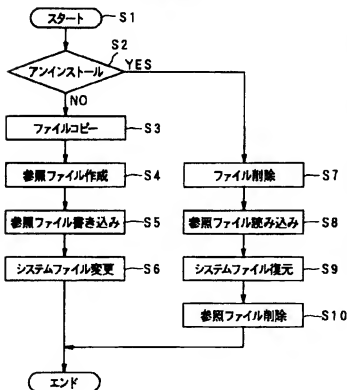 スタート S1
S2
アンインストール YES
NO
ファイルコピー S3
参照ファイル作成 S4
ファイル削除 S7
参照ファイル書き込み S5
参照ファイル読み込み S8
システムファイル変更 S6
システムファイル復元 S9
参照ファイル削除 S10
エンド